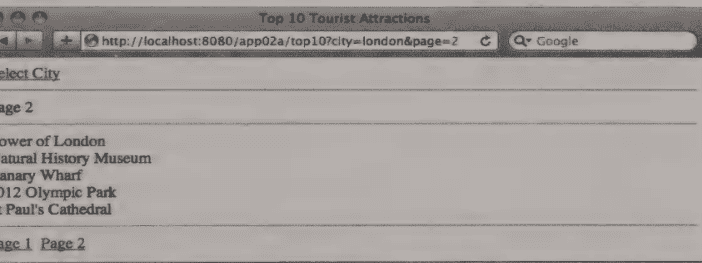 Top 10 Tourist Attractions
http://localhost:8080/app02a/top10?city=london&page=2 Google
elect City
age 2
ower of London
atural History Museum
anary Wharf
012 Olympic Park
t Paul's Cathedral
age 1 Page 2